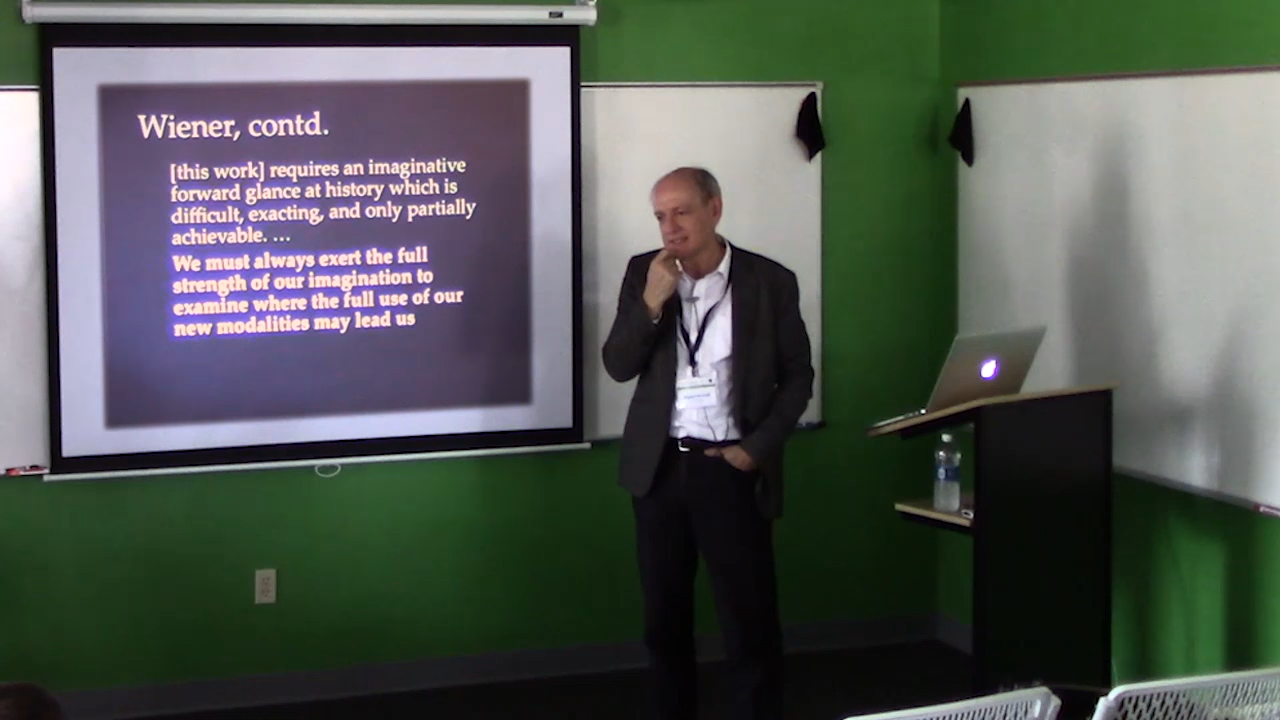 Wiener, contd.
[this work] requires an imaginative
forward glance at history which is
difficult, exacting, and only partially
achievable. ...
We must always exert the full
strength of our imagination to
examine where the full use of our
new modalities may lead us